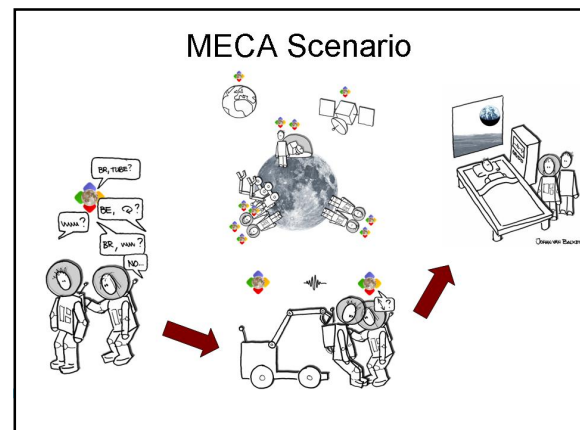 MECA Scenario
BR, TUBE?
BE, ?
?
BR, ?
NO...
?